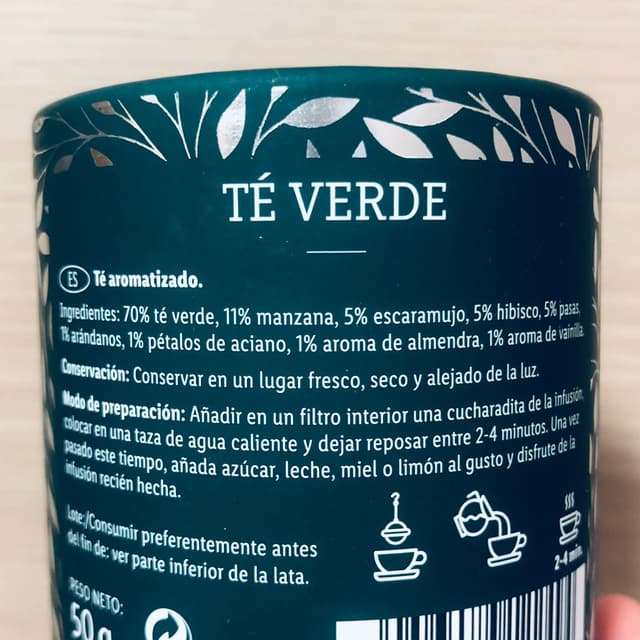 TÉ VERDE
ES Té aromatizado.
Ingredientes: 70% té verde, 11% manzana, 5% escaramujo, 5% hibisco, 5% pasas,
1% arándanos, 1% pétalos de aciano, 1% aroma de almendra, 1% aroma de vainilla.
Conservación: Conservar en un lugar fresco, seco y alejado de la luz.
Modo de preparación: Añadir en un filtro interior una cucharadita de la infusión,
colocar en una taza de agua caliente y dejar reposar entre 2-4 minutos. Una vez
pasado este tiempo, añada azúcar, leche, miel o limón al gusto y disfrute de la
infusión recién hecha.
Lote:/Consumir preferentemente antes
del fin de: ver parte inferior de la lata.
2-4 min.
PESO NETO:
50 g